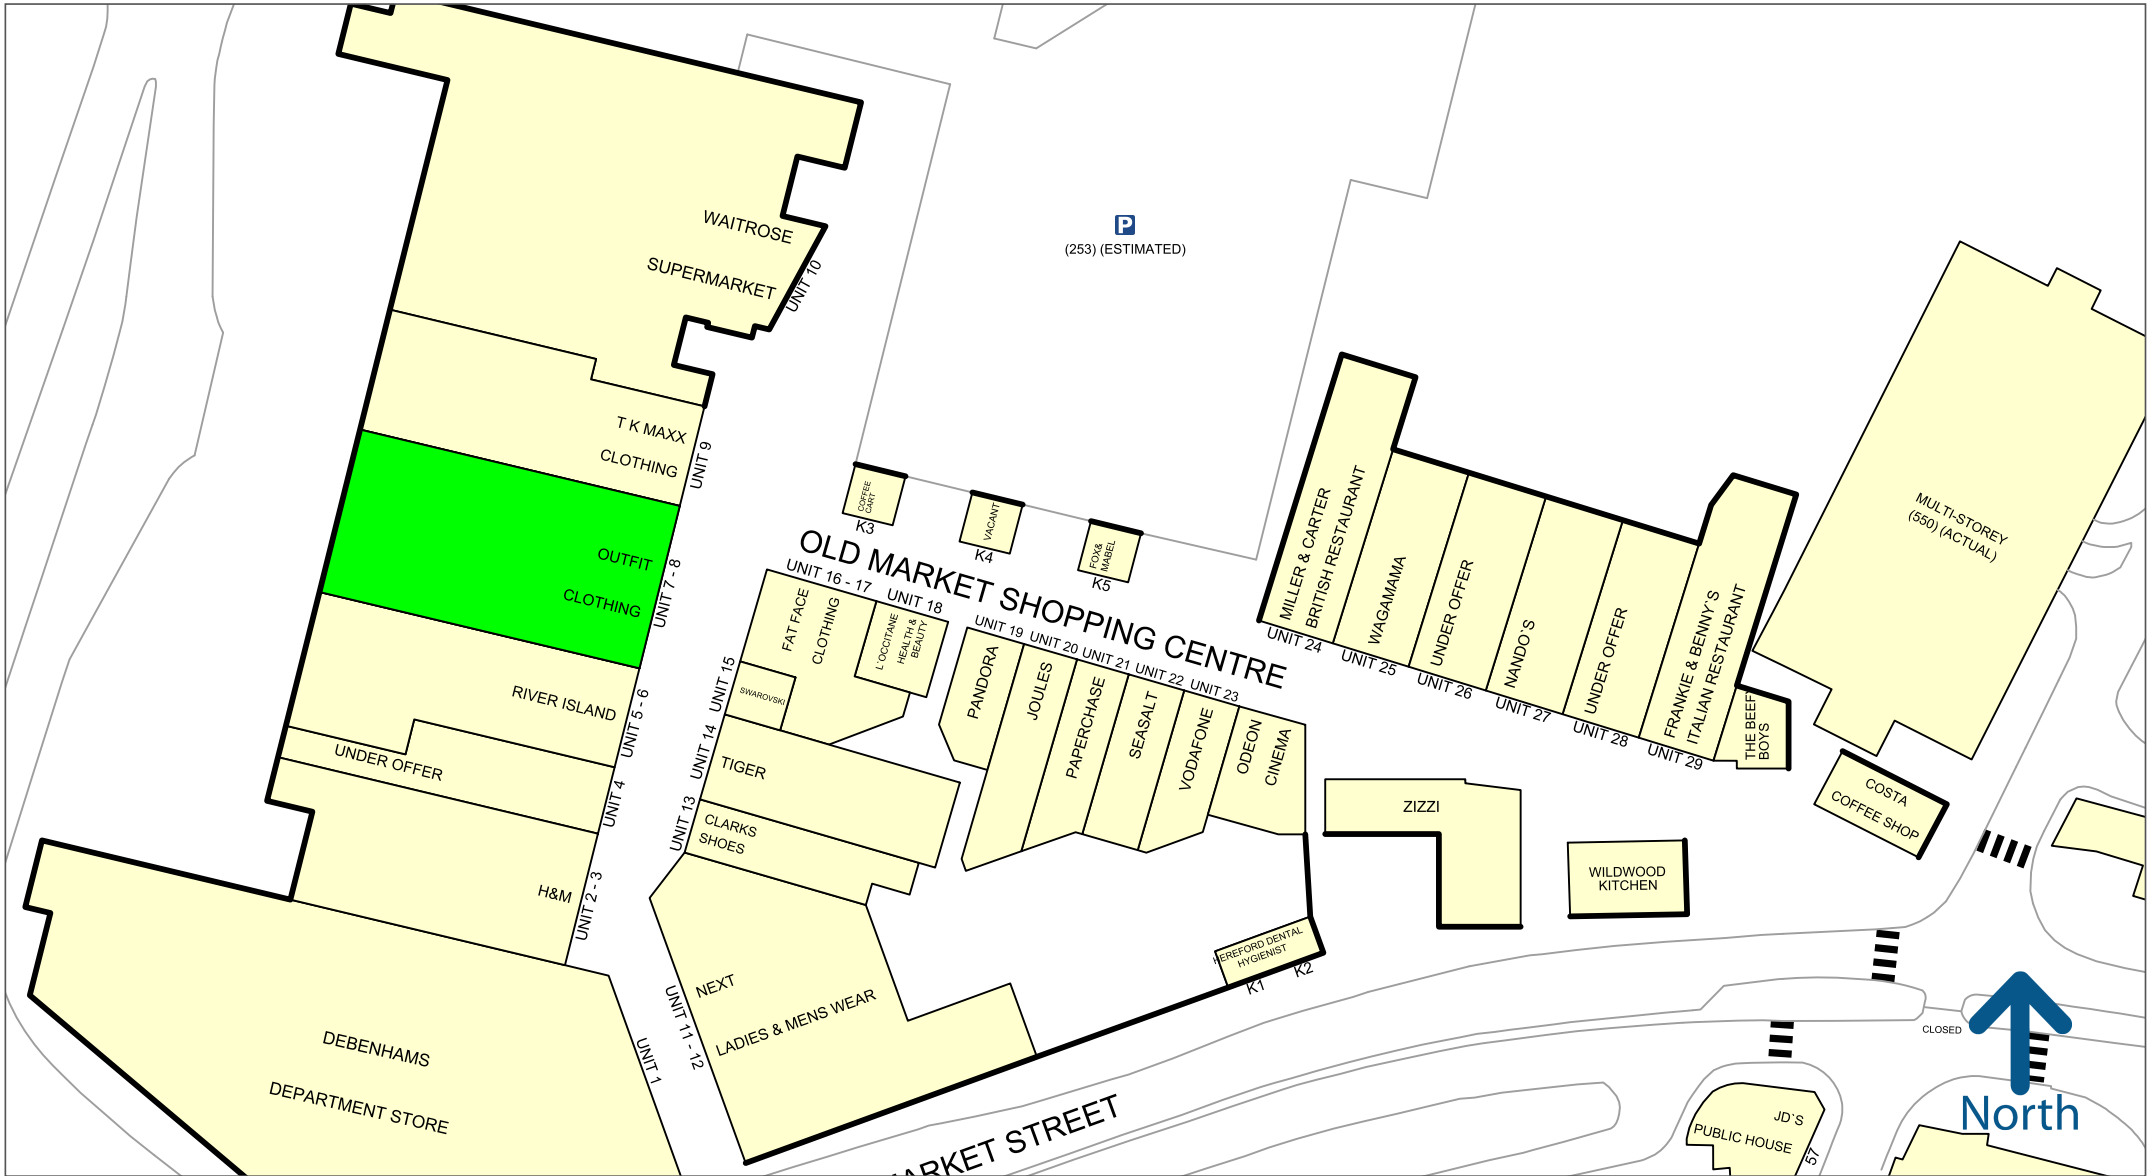 WAITROSE
SUPERMARKET
UNIT 10
P
(253) (ESTIMATED)
T K MAXX
CLOTHING
UNIT 9
OUTFIT
CLOTHING
UNIT 7 - 8
RIVER ISLAND
UNIT 5 - 6
UNDER OFFER
UNIT 4
H&M
UNIT 2 - 3
DEBENHAMS
DEPARTMENT STORE
UNIT 1
COFFEE
CART
K3
VACANT
K4
FOX&
MABEL
K5
OLD MARKET SHOPPING CENTRE
UNIT 16 - 17
FAT FACE
CLOTHING
UNIT 18
L`OCCITANE
HEALTH &
BEAUTY
UNIT 15
SWAROVSKI
UNIT 14
TIGER
UNIT 13
CLARKS
SHOES
UNIT 11 - 12
NEXT
LADIES & MENS WEAR
UNIT 19
PANDORA
UNIT 20
JOULES
UNIT 21
PAPERCHASE
UNIT 22
SEASALT
UNIT 23
VODAFONE
ODEON
CINEMA
HEREFORD DENTAL
HYGIENIST
K1
K2
MILLER & CARTER
BRITISH RESTAURANT
UNIT 24
WAGAMAMA
UNIT 25
UNDER OFFER
UNIT 26
NANDO`S
UNIT 27
UNDER OFFER
UNIT 28
FRANKIE & BENNY`S
ITALIAN RESTAURANT
UNIT 29
THE BEEF
BOYS
MULTI-STOREY
(550) (ACTUAL)
COSTA
COFFEE SHOP
ZIZZI
WILDWOOD
KITCHEN
CLOSED
North
JD`S
PUBLIC HOUSE
57
MARKET STREET